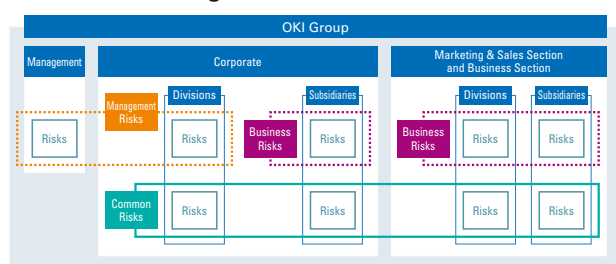 OKI Group
Management
Corporate
Marketing & Sales Section
and Business Section
Management
Risks
Divisions
Subsidiaries
Divisions
Subsidiaries
Risks
Risks
Business
Risks
Risks
Business
Risks
Risks
Risks
Common
Risks
Risks
Risks
Risks
Risks